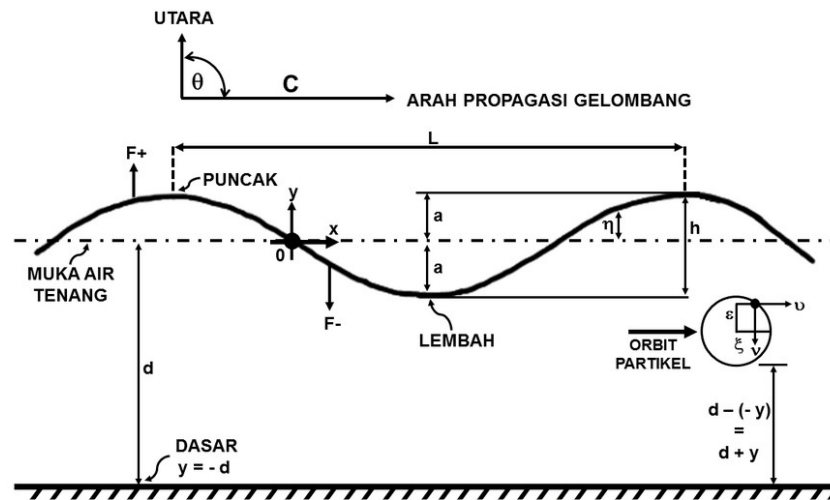 UTARA
θ
C
ARAH PROPAGASI GELOMBANG
L
F+
PUNCAK
y
x
0
a
a
η
h
MUKA AIR
TENANG
F-
LEMBAH
ORBIT
PARTIKEL
ε
ξ
ν
υ
d
d – (- y)
=
d + y
DASAR
y = - d